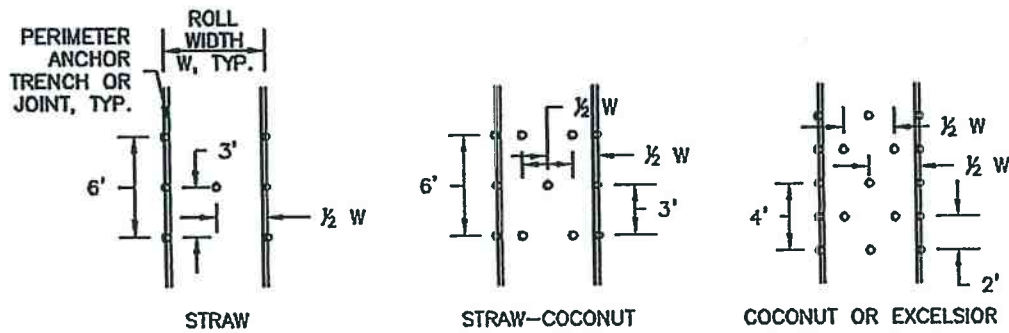 PERIMETER
ANCHOR
TRENCH OR
JOINT, TYP.
ROLL
WIDTH
W, TYP.
3'
6'
½ W
STRAW
½ W
½ W
6'
3'
STRAW-COCONUT
½ W
½ W
4'
2'
COCONUT OR EXCELSIOR